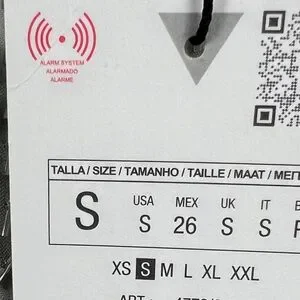 ALARM SYSTEM
ALARMADO
ALARME
TALLA / SIZE / TAMANHO / TAILLE / MAAT /
USA MEX UK IT
S S 26 S S
XS S M L XL XXL